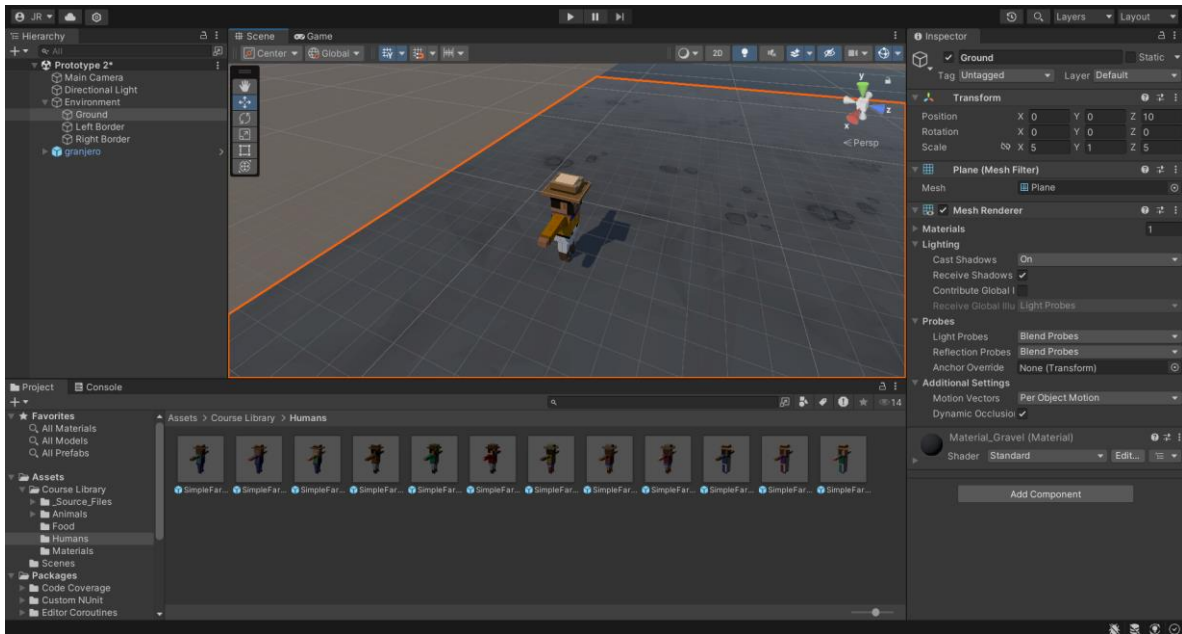 JR
Layers Layout
Hierarchy
All
Prototype 2*
Main Camera
Directional Light
Environment
Ground
Left Border
Right Border
granjero
Scene Game
Center Global
2D
y
z
x
Persp
Inspector
Ground Static
Tag Untagged Layer Default
Transform
Position X 0 Y 0 Z 10
Rotation X 0 Y 0 Z 0
Scale X 5 Y 1 Z 5
Plane (Mesh Filter)
Mesh Plane
Mesh Renderer
Materials 1
Lighting
Cast Shadows On
Receive Shadows
Contribute Global I
Receive Global Illu Light Probes
Probes
Light Probes Blend Probes
Reflection Probes Blend Probes
Anchor Override None (Transform)
Additional Settings
Motion Vectors Per Object Motion
Dynamic Occlusio
Material_Gravel (Material)
Shader Standard Edit...
Add Component
Project Console
14
Favorites
All Materials
All Models
All Prefabs
Assets
Course Library
_Source_Files
Animals
Food
Humans
Materials
Scenes
Packages
Code Coverage
Custom NUnit
Editor Coroutines
Assets > Course Library > Humans
SimpleFar... SimpleFar... SimpleFar... SimpleFar... SimpleFar... SimpleFar... SimpleFar... SimpleFar... SimpleFar... SimpleFar... SimpleFar... SimpleFar...